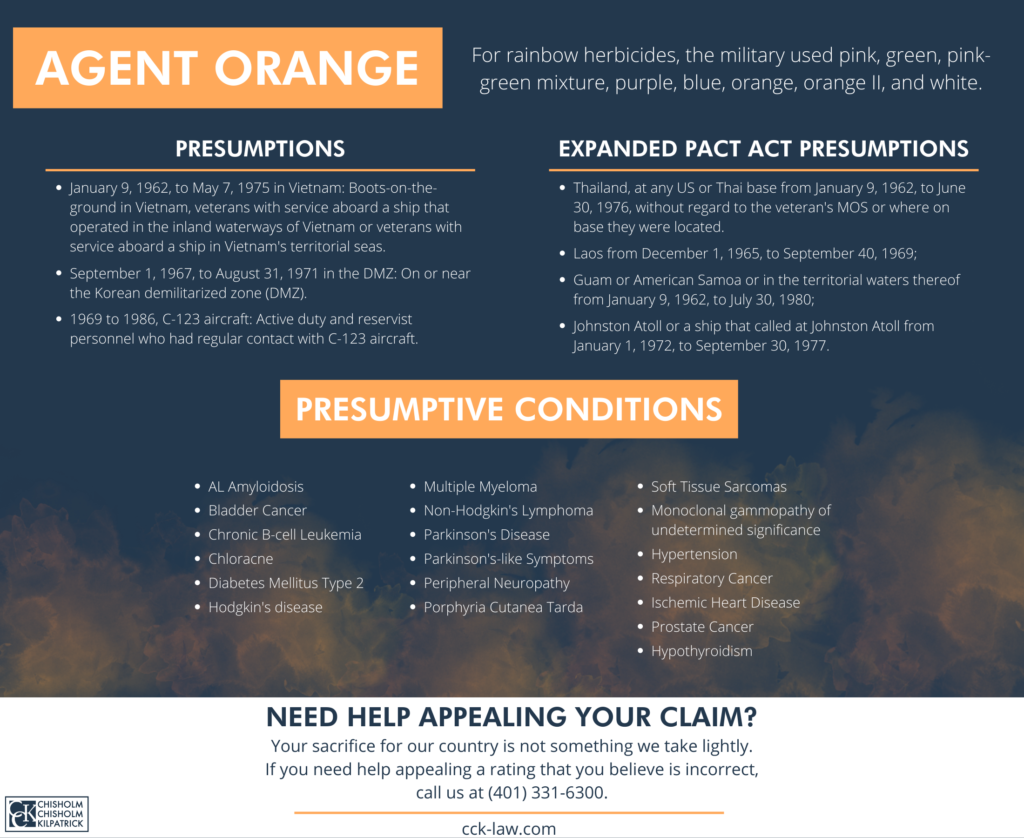 AGENT ORANGE
For rainbow herbicides, the military used pink, green, pink-
green mixture, purple, blue, orange, orange II, and white.
PRESUMPTIONS
• January 9, 1962, to May 7, 1975 in Vietnam: Boots-on-the-
ground in Vietnam, veterans with service aboard a ship that
operated in the inland waterways of Vietnam or veterans with
service aboard a ship in Vietnam's territorial seas.
• September 1, 1967, to August 31, 1971 in the DMZ: On or near
the Korean demilitarized zone (DMZ).
• 1969 to 1986, C-123 aircraft: Active duty and reservist
personnel who had regular contact with C-123 aircraft.
EXPANDED PACT ACT PRESUMPTIONS
• Thailand, at any US or Thai base from January 9, 1962, to June
30, 1976, without regard to the veteran's MOS or where on
base they were located.
• Laos from December 1, 1965, to September 40, 1969;
• Guam or American Samoa or in the territorial waters thereof
from January 9, 1962, to July 30, 1980;
• Johnston Atoll or a ship that called at Johnston Atoll from
January 1, 1972, to September 30, 1977.
PRESUMPTIVE CONDITIONS
• AL Amyloidosis
• Bladder Cancer
• Chronic B-cell Leukemia
• Chloracne
• Diabetes Mellitus Type 2
• Hodgkin's disease
• Multiple Myeloma
• Non-Hodgkin's Lymphoma
• Parkinson's Disease
• Parkinson's-like Symptoms
• Peripheral Neuropathy
• Porphyria Cutanea Tarda
• Soft Tissue Sarcomas
• Monoclonal gammopathy of
undetermined significance
• Hypertension
• Respiratory Cancer
• Ischemic Heart Disease
• Prostate Cancer
• Hypothyroidism
NEED HELP APPEALING YOUR CLAIM?
Your sacrifice for our country is not something we take lightly.
If you need help appealing a rating that you believe is incorrect,
call us at (401) 331-6300.
cck-law.com
CCK
CHISHOLM
CHISHOLM
KILPATRICK